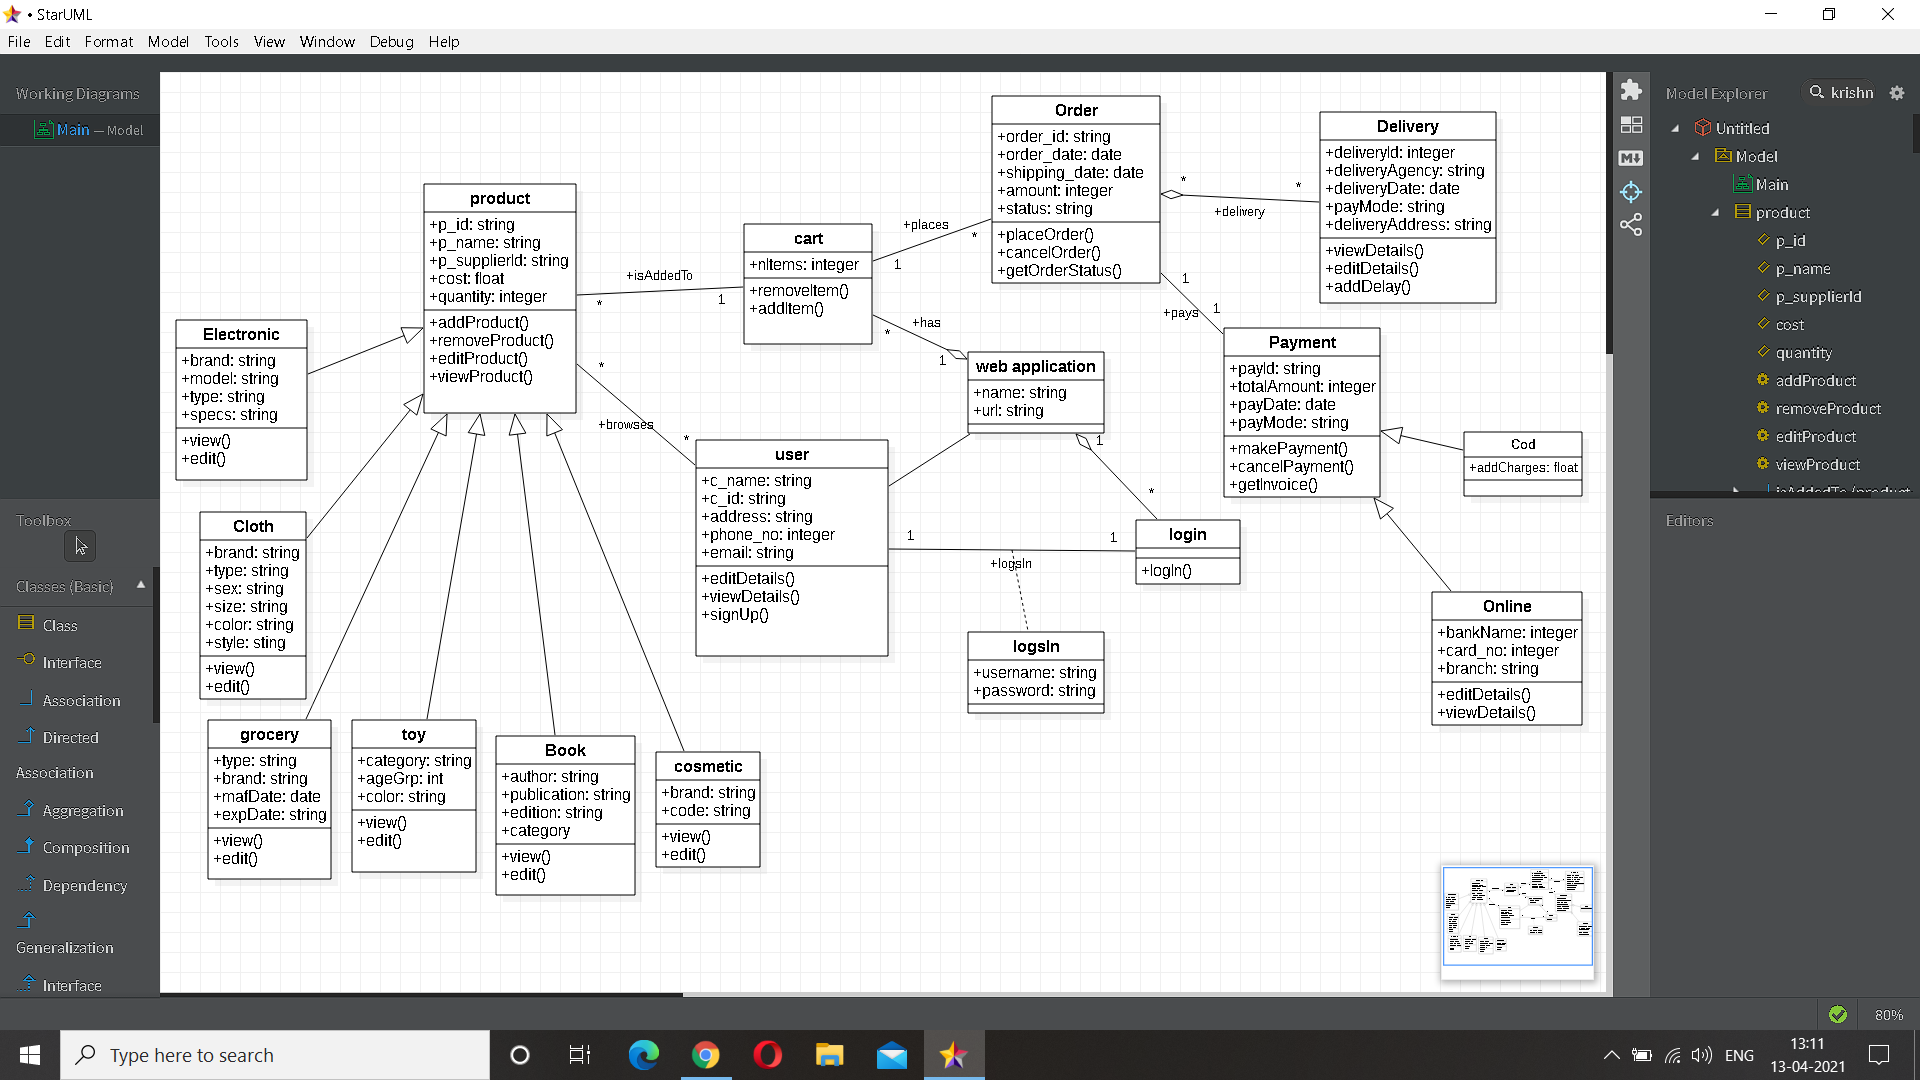 • StarUML
File Edit Format Model Tools View Window Debug Help
Working Diagrams
Main — Model
Toolbox
Classes (Basic)
Class
Interface
Association
Directed
Association
Aggregation
Composition
Dependency
Generalization
Interface
product
+p_id: string
+p_name: string
+p_supplierId: string
+cost: float
+quantity: integer
+addProduct()
+removeProduct()
+editProduct()
+viewProduct()
Electronic
+brand: string
+model: string
+type: string
+specs: string
+view()
+edit()
Cloth
+brand: string
+type: string
+sex: string
+size: string
+color: string
+style: sting
+view()
+edit()
grocery
+type: string
+brand: string
+mafDate: date
+expDate: string
+view()
+edit()
toy
+category: string
+ageGrp: int
+color: string
+view()
+edit()
Book
+author: string
+publication: string
+edition: string
+category
+view()
+edit()
cosmetic
+brand: string
+code: string
+view()
+edit()
+isAddedTo
*
1
cart
+nItems: integer
+removeItem()
+addItem()
+places
*
1
+has
*
1
*
+browses
*
user
+c_name: string
+c_id: string
+address: string
+phone_no: integer
+email: string
+editDetails()
+viewDetails()
+signUp()
web application
+name: string
+url: string
1
*
1
1
+logsIn
login
+logIn()
logsIn
+username: string
+password: string
Order
+order_id: string
+order_date: date
+shipping_date: date
+amount: integer
+status: string
+placeOrder()
+cancelOrder()
+getOrderStatus()
*
*
+delivery
Delivery
+deliveryId: integer
+deliveryAgency: string
+deliveryDate: date
+payMode: string
+deliveryAddress: string
+viewDetails()
+editDetails()
+addDelay()
1
+pays
1
Payment
+payId: string
+totalAmount: integer
+payDate: date
+payMode: string
+makePayment()
+cancelPayment()
+getInvoice()
Cod
+addCharges: float
Online
+bankName: integer
+card_no: integer
+branch: string
+editDetails()
+viewDetails()
Model Explorer
krishn
Untitled
Model
Main
product
p_id
p_name
p_supplierId
cost
quantity
addProduct
removeProduct
editProduct
viewProduct
isAddedTo (product
Editors
80%
Type here to search
ENG
13:11
13-04-2021